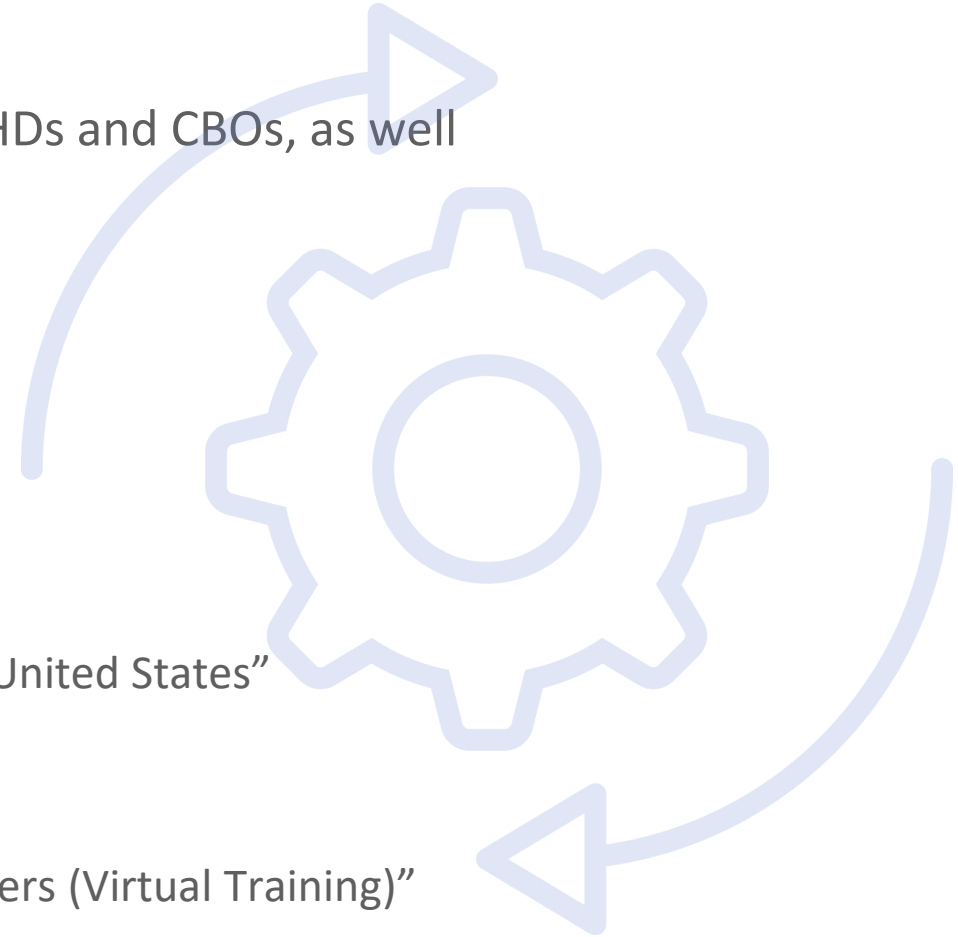 HDs and CBOs, as well
United States”
ers (Virtual Training)”